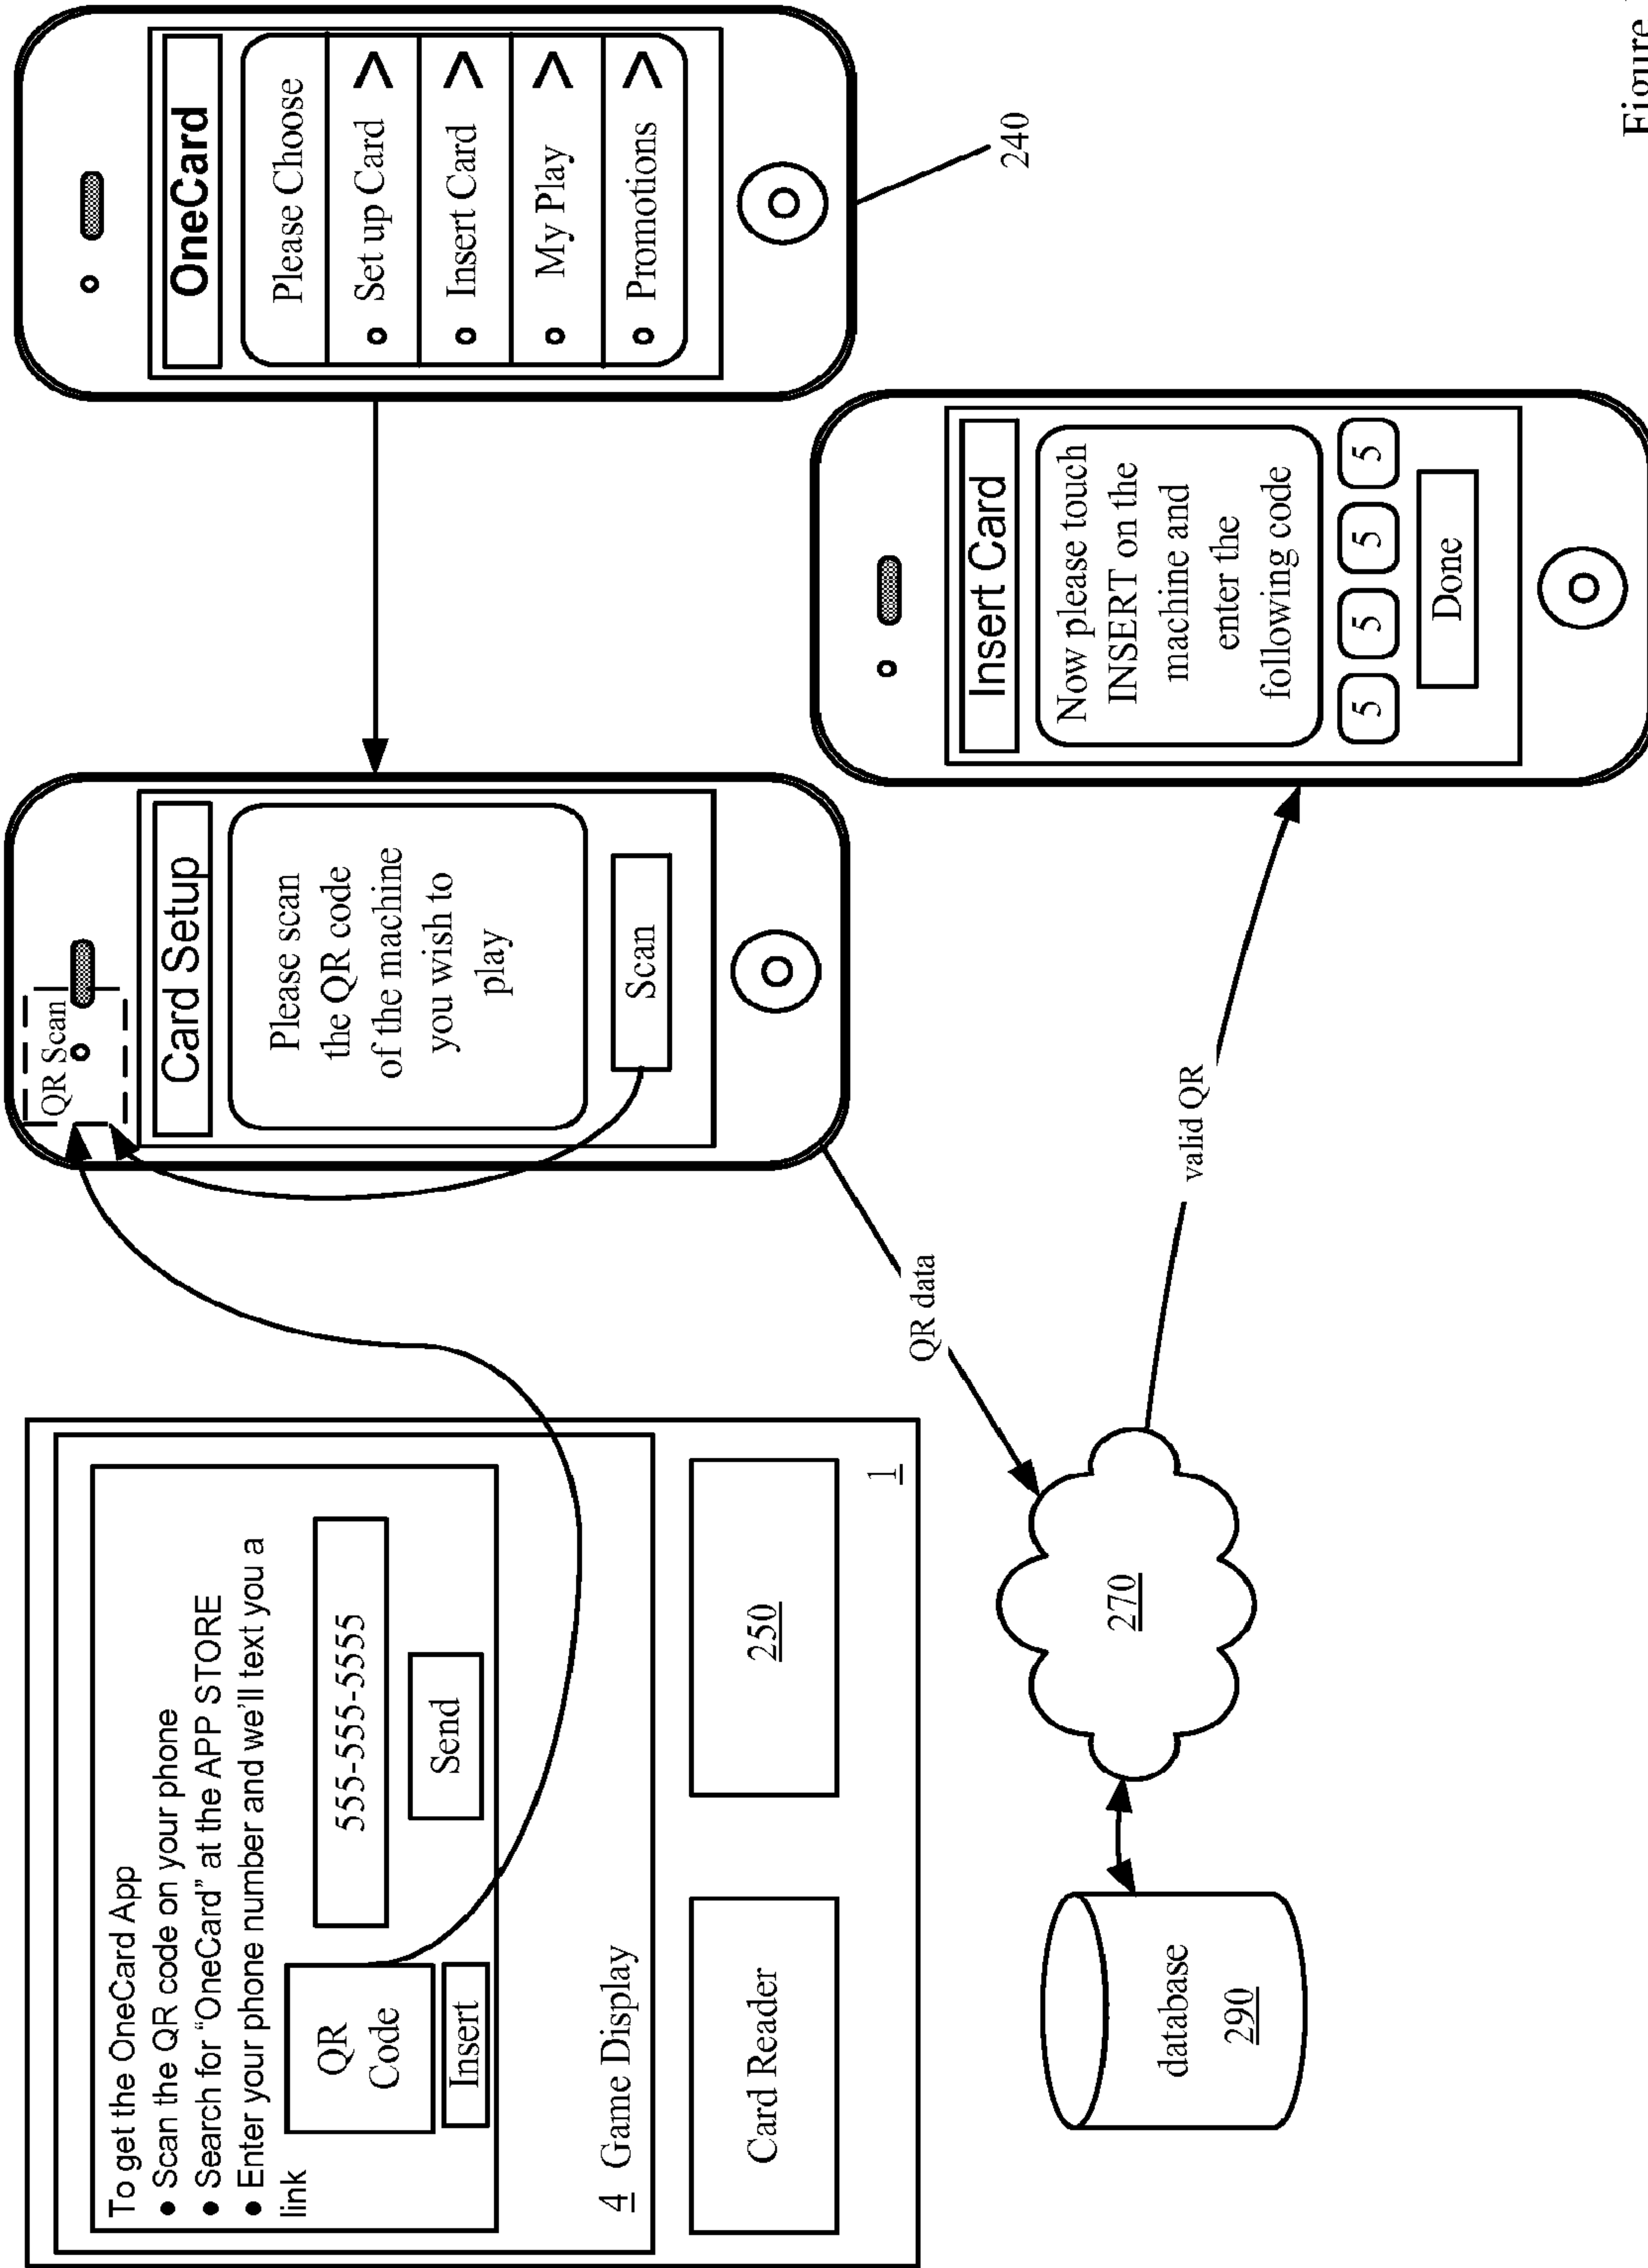 To get the OneCard App
• Scan the QR code on your phone
• Search for "OneCard" at the APP STORE
• Enter your phone number and we'll text you a
link
QR
Code
555-555-5555
Insert
Send
4 Game Display
Card Reader
250
1
QR Scan
Card Setup
Please scan
the QR code
of the machine
you wish to
play
Scan
OneCard
Please Choose
Set up Card >
Insert Card >
My Play >
Promotions >
240
QR data
valid QR
database
290
270
Insert Card
Now please touch
INSERT on the
machine and
enter the
following code
5 5 5 5
Done
Figure